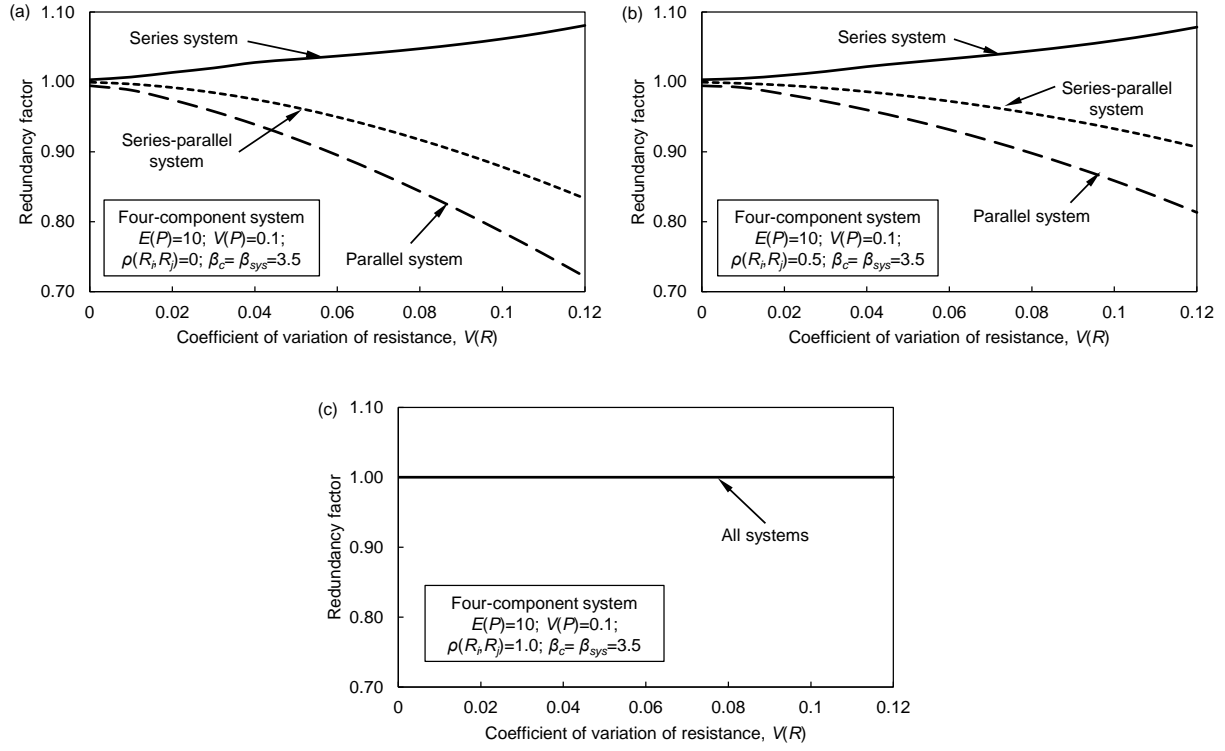 (a)
1.10
1.00
0.90
0.80
0.70
Redundancy factor
Series system
Series-parallel
system
Parallel system
Four-component system
E(P)=10; V(P)=0.1;
ρ(Ri,Rj)=0; βc= βsys=3.5
0 0.02 0.04 0.06 0.08 0.1 0.12
Coefficient of variation of resistance, V(R)
(b)
1.10
1.00
0.90
0.80
0.70
Redundancy factor
Series system
Series-parallel
system
Parallel system
Four-component system
E(P)=10; V(P)=0.1;
ρ(Ri,Rj)=0.5; βc= βsys=3.5
0 0.02 0.04 0.06 0.08 0.1 0.12
Coefficient of variation of resistance, V(R)
(c)
1.10
1.00
0.90
0.80
0.70
Redundancy factor
All systems
Four-component system
E(P)=10; V(P)=0.1;
ρ(Ri,Rj)=1.0; βc= βsys=3.5
0 0.02 0.04 0.06 0.08 0.1 0.12
Coefficient of variation of resistance, V(R)